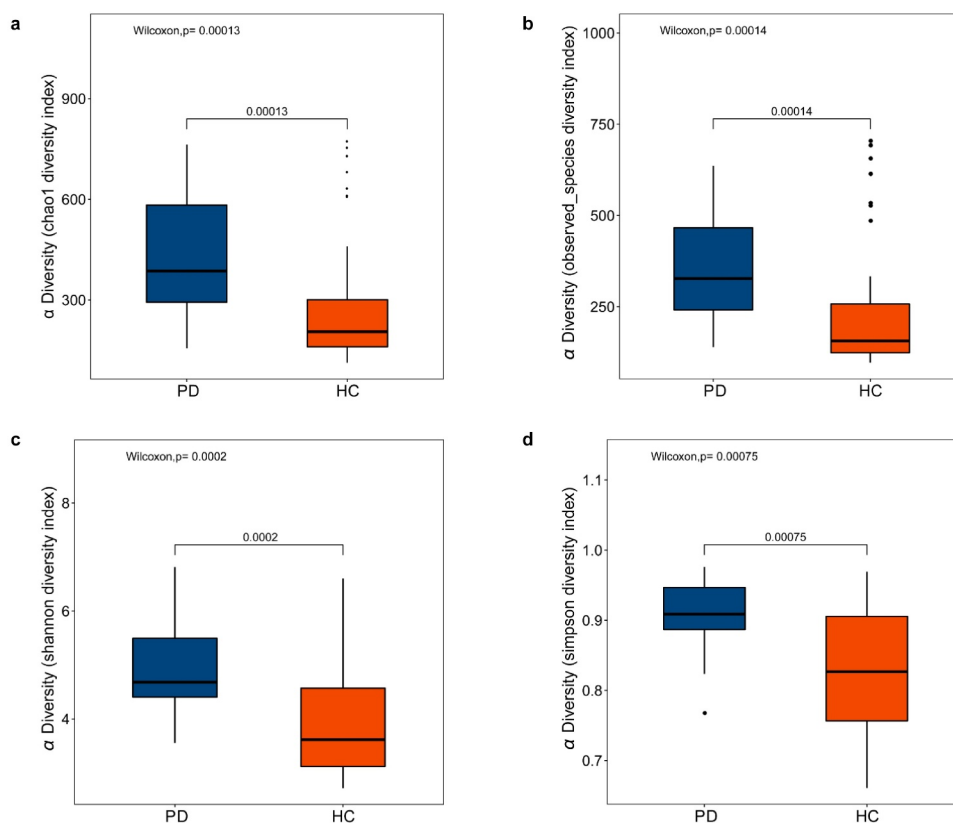 a
Wilcoxon,p= 0.00013
α Diversity (chao1 diversity index)
900
600
300
0.00013
PD
HC
b
Wilcoxon,p= 0.00014
α Diversity (observed_species diversity index)
1000
750
500
250
0.00014
PD
HC
c
Wilcoxon,p= 0.0002
α Diversity (shannon diversity index)
8
6
4
0.0002
PD
HC
d
Wilcoxon,p= 0.00075
α Diversity (simpson diversity index)
1.1
1.0
0.9
0.8
0.7
0.00075
PD
HC